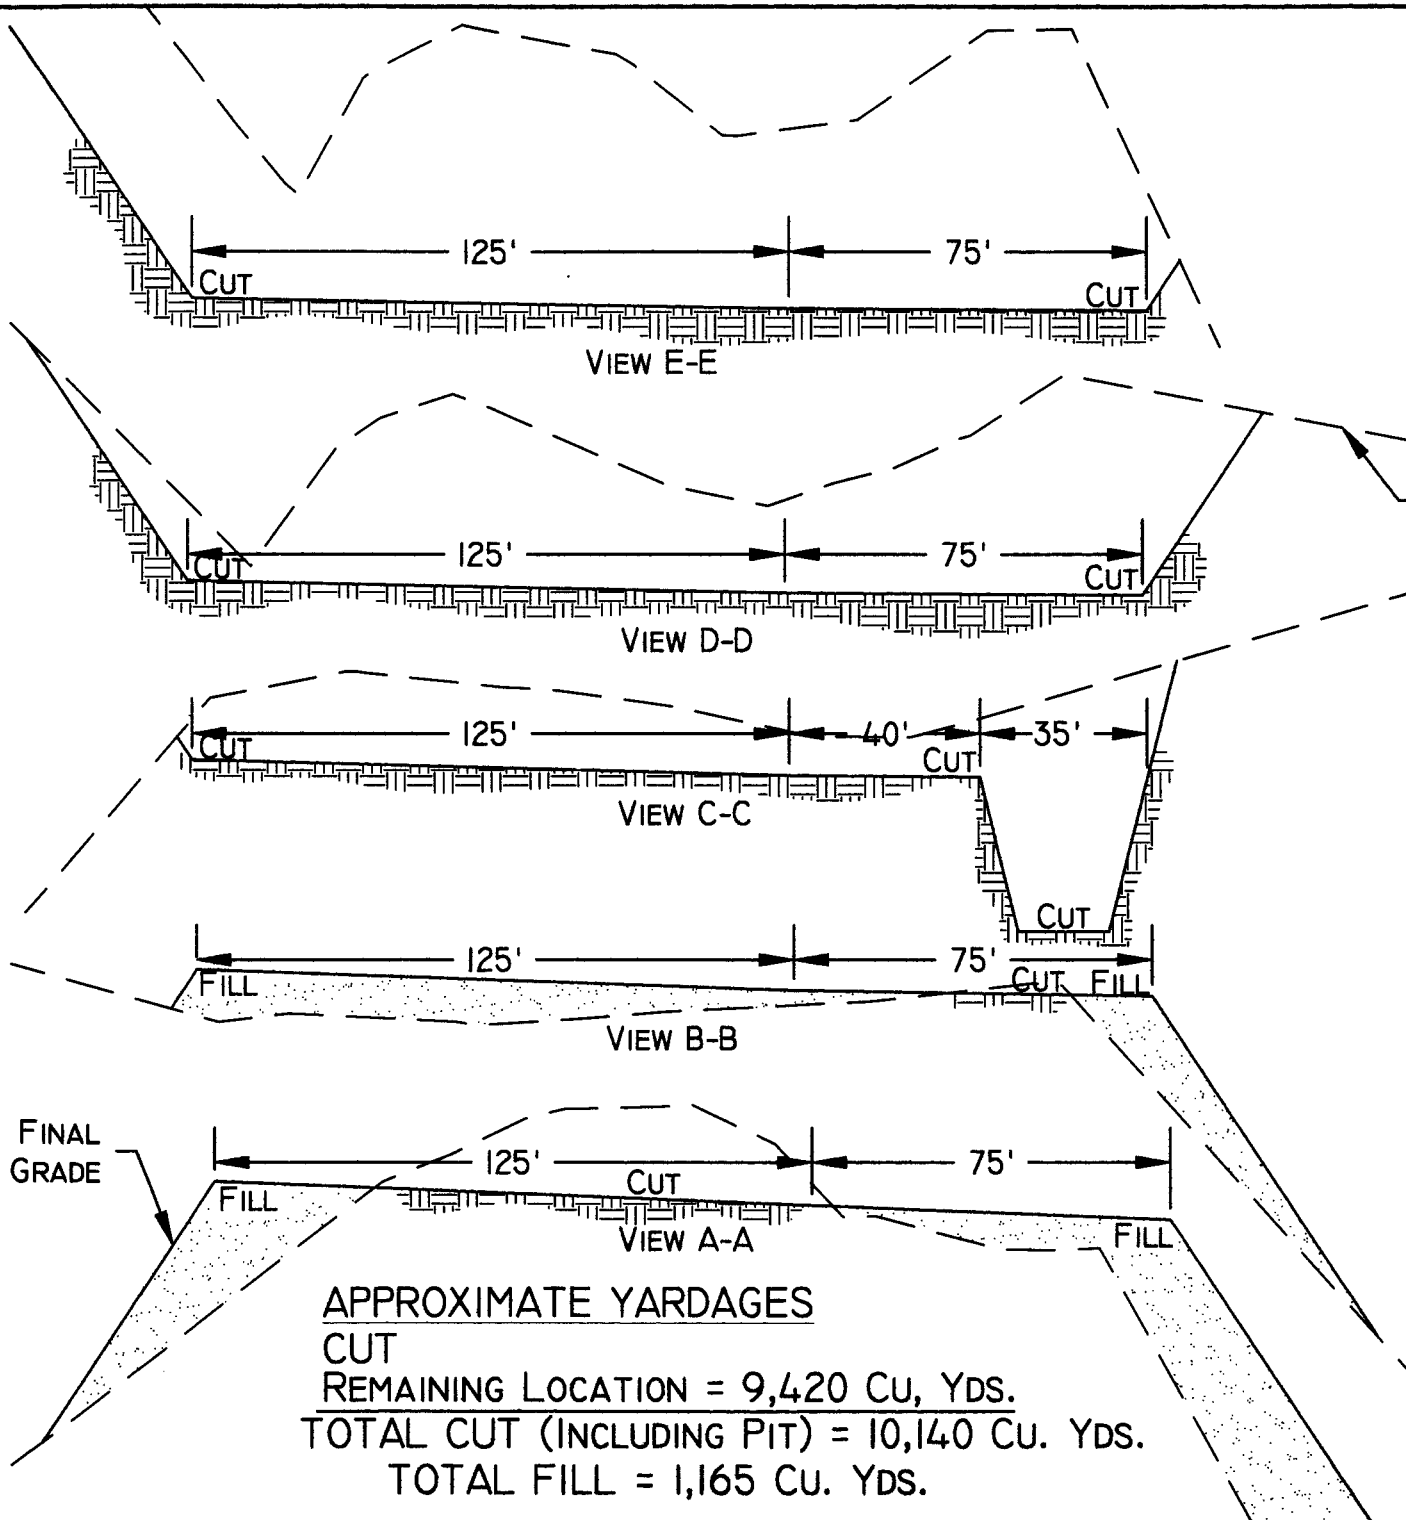 125' 75'
CUT CUT
VIEW E-E
125' 75'
CUT CUT
VIEW D-D
125' 40' 35'
CUT CUT
VIEW C-C
CUT
125' 75'
FILL CUT FILL
VIEW B-B
FINAL
GRADE
125' 75'
FILL CUT
VIEW A-A FILL
APPROXIMATE YARDAGES
CUT
REMAINING LOCATION = 9,420 CU, YDS.
TOTAL CUT (INCLUDING PIT) = 10,140 CU. YDS.
TOTAL FILL = 1,165 CU. YDS.